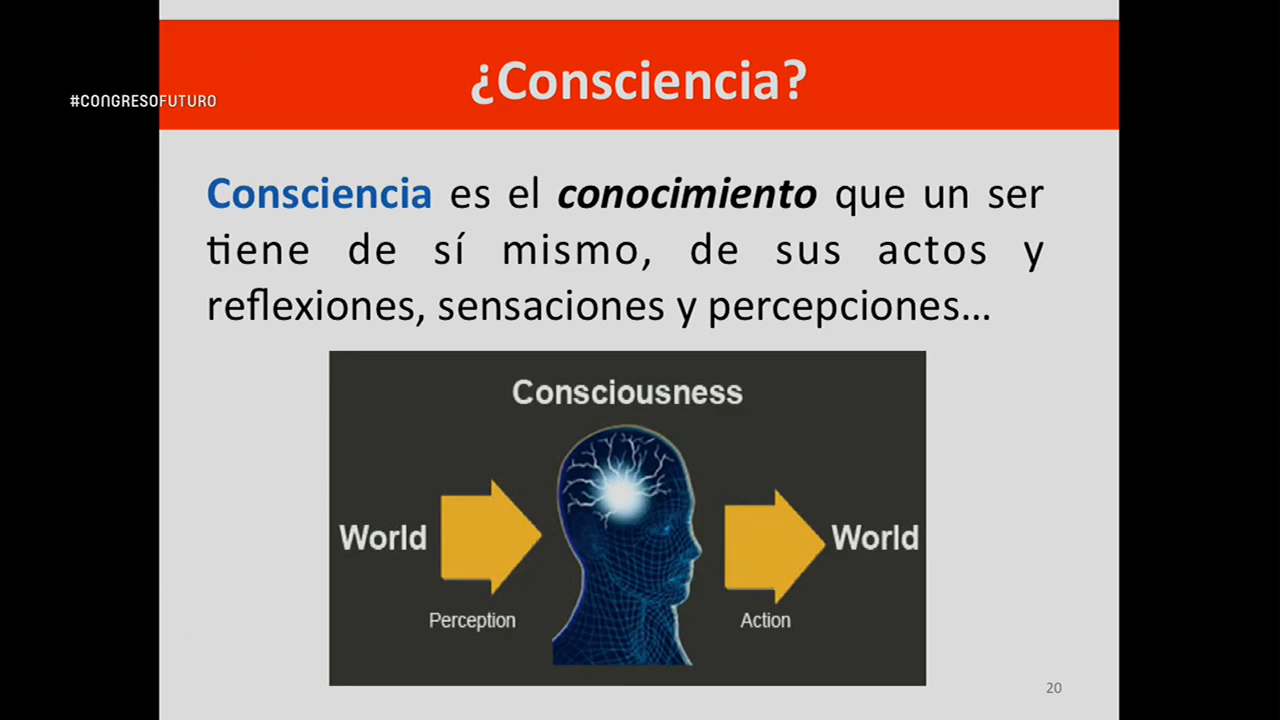 ¿Consciencia?
#CONGRESOFUTURO
Consciencia es el conocimiento que un ser
tiene de sí mismo, de sus actos y
reflexiones, sensaciones y percepciones...
Consciousness
World
World
Perception
Action
20